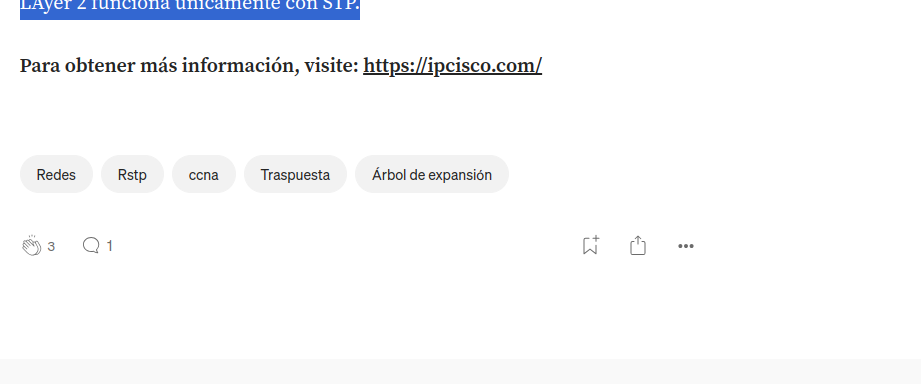 LAyer 2 funciona únicamente con STP.
Para obtener más información, visite: https://ipcisco.com/
Redes
Rstp
ccna
Traspuesta
Árbol de expansión
3
1